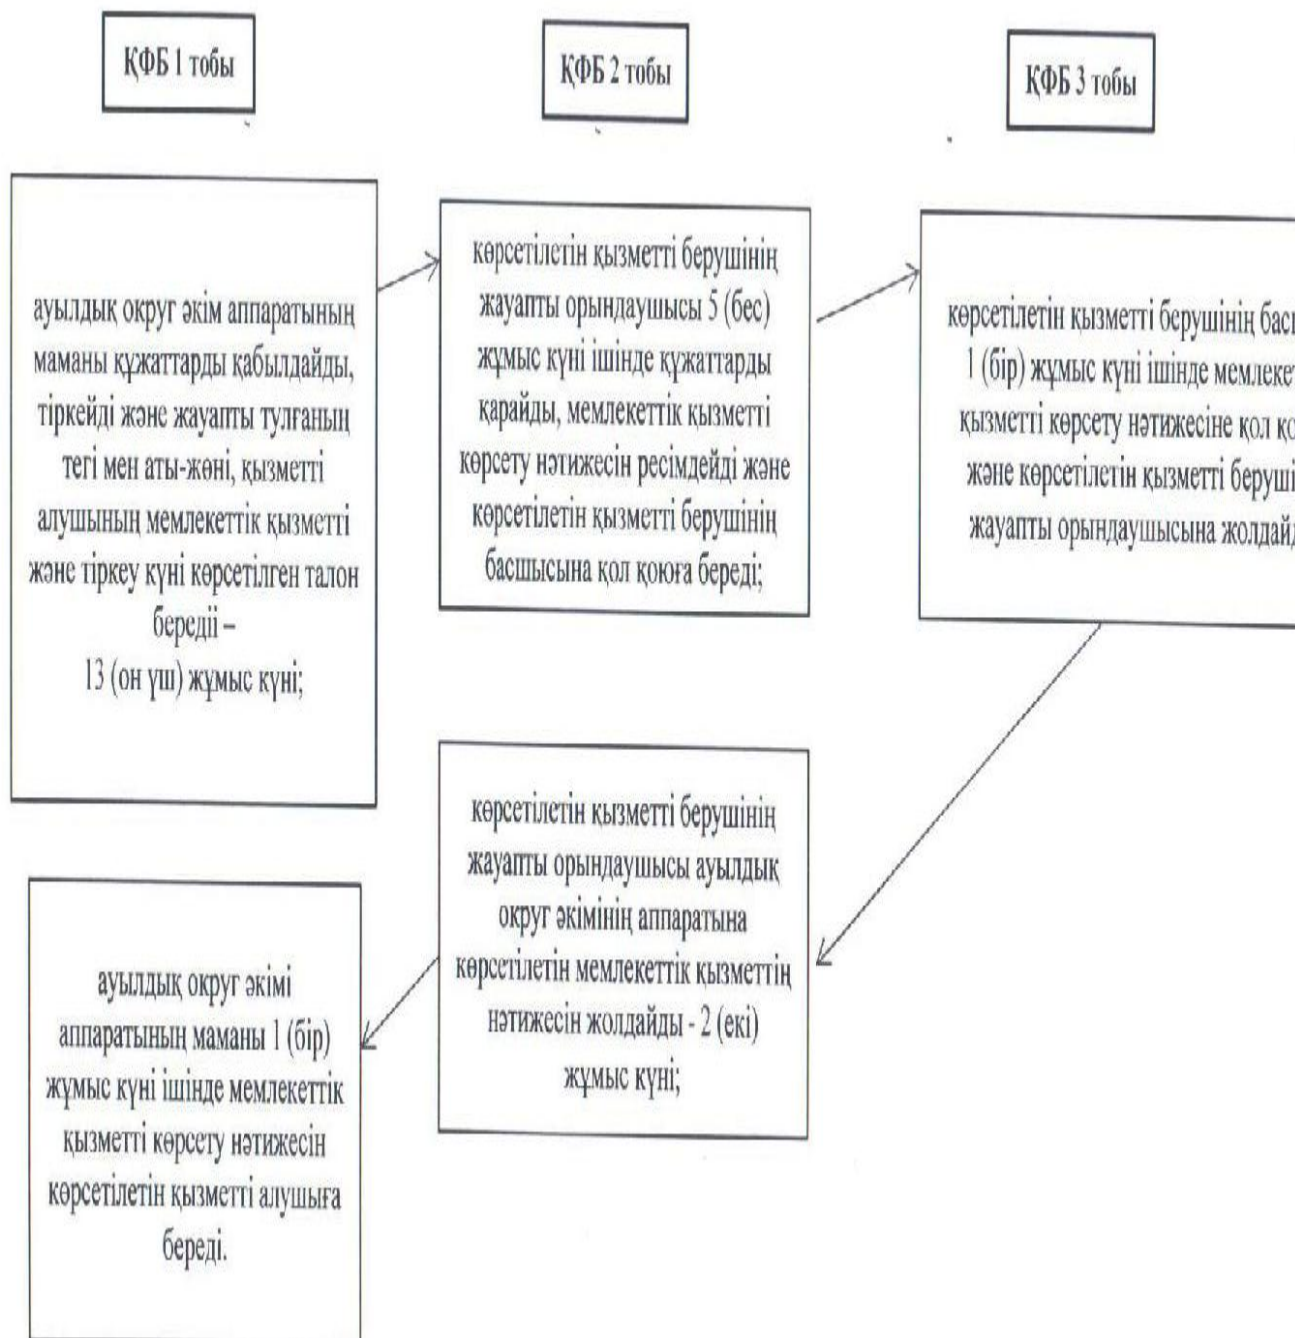 ҚФБ 1 тобы
ҚФБ 2 тобы
ҚФБ 3 тобы
ауылдық округ әкім аппаратының
маманы құжаттарды қабылдайды,
тіркейді және жауапты тулғаның
тегі мен аты-жөні, қызметті
алушының мемлекеттік қызметті
және тіркеу күні көрсетілген талон
бередіі –
13 (он үш) жұмыс күні;
көрсетілетін қызметті берушінің
жауапты орындаушысы 5 (бес)
жұмыс күні ішінде құжаттарды
қарайды, мемлекеттік қызметті
көрсету нәтижесін ресімдейді және
көрсетілетін қызметті берушінің
басшысына қол қоюға береді;
көрсетілетін қызметті берушінің
1 (бір) жұмыс күні ішінде
қызметті көрсету нәтижесіне қол
және көрсетілетін қызметті
жауапты орындаушысына
көрсетілетін қызметті берушінің
жауапты орындаушысы ауылдық
округ әкімінің аппаратына
көрсетілетін мемлекеттік қызметтің
нәтижесін жолдайды - 2 (екі)
жұмыс күні;
ауылдық округ әкімі
аппаратының маманы 1 (бір)
жұмыс күні ішінде мемлекеттік
қызметті көрсету нәтижесін
көрсетілетін қызметті алушыға
береді.